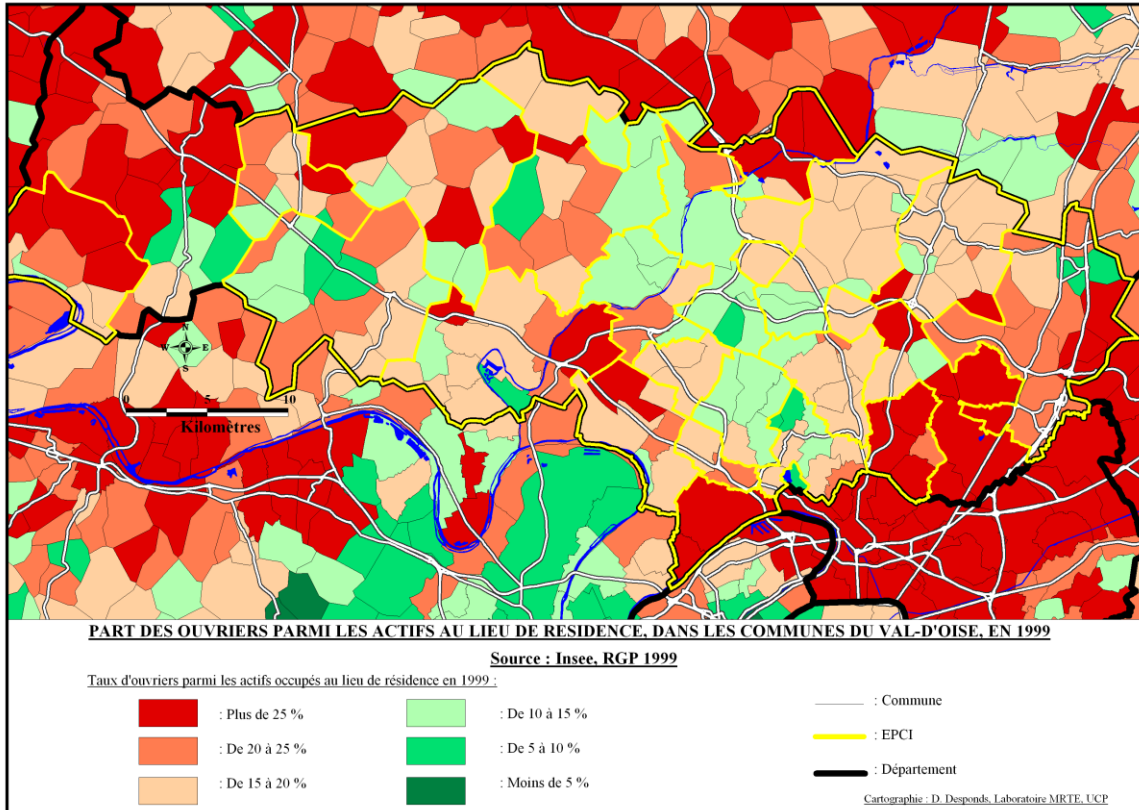 N
W E
S
0 5 10
Kilomètres
PART DES OUVRIERS PARMI LES ACTIFS AU LIEU DE RESIDENCE, DANS LES COMMUNES DU VAL-D'OISE, EN 1999
Source : Insee, RGP 1999
Taux d'ouvriers parmi les actifs occupés au lieu de résidence en 1999 :
: Plus de 25 %
: De 20 à 25 %
: De 15 à 20 %
: De 10 à 15 %
: De 5 à 10 %
: Moins de 5 %
: Commune
: EPCI
: Département
Cartographie : D. Desponds, Laboratoire MRTE, UCP